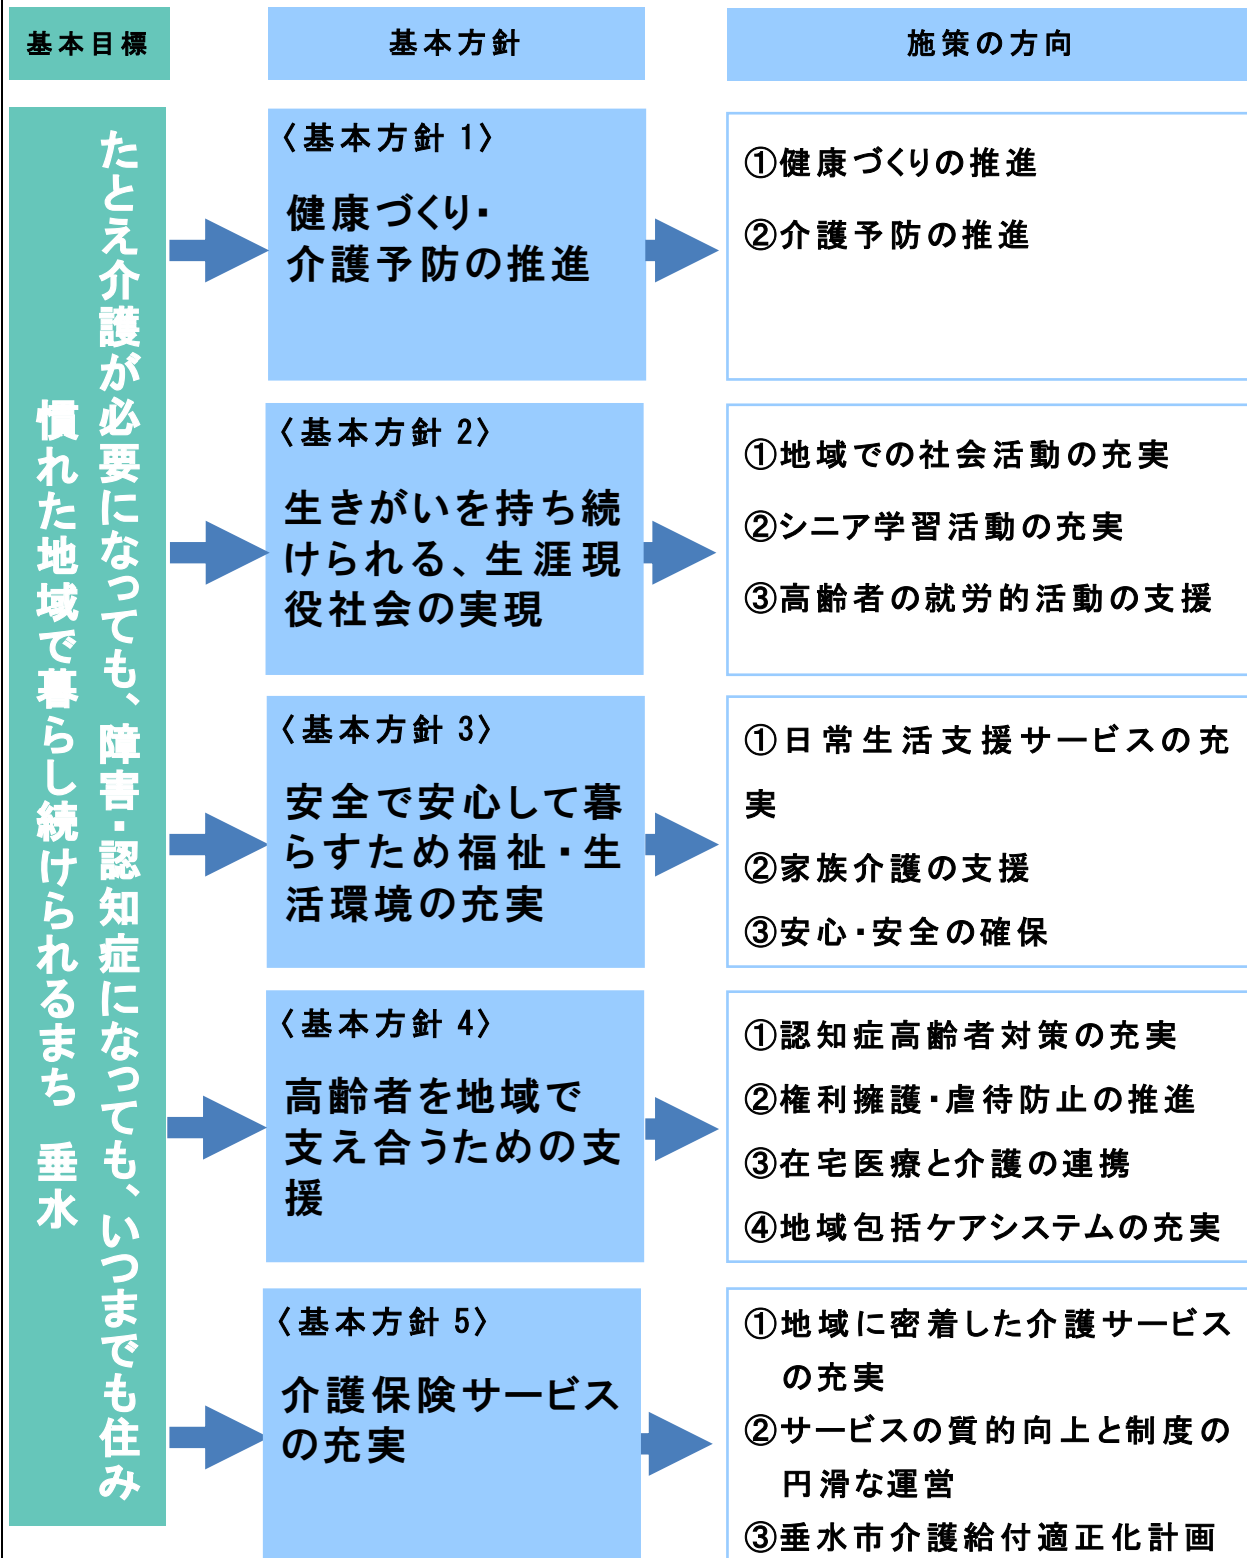 基本目標
基本方針
施策の方向
たとえ介護が必要になっても、障害・認知症になっても、いつまでも住み
慣れた地域で暮らし続けられるまち　垂水
〈基本方針 1〉
健康づくり・
介護予防の推進
①健康づくりの推進
②介護予防の推進
〈基本方針 2〉
生きがいを持ち続
けられる、生涯現
役社会の実現
①地域での社会活動の充実
②シニア学習活動の充実
③高齢者の就労的活動の支援
〈基本方針 3〉
安全で安心して暮
らすため福祉・生
活環境の充実
①日常生活支援サービスの充
実
②家族介護の支援
③安心・安全の確保
〈基本方針 4〉
高齢者を地域で
支え合うための支
援
①認知症高齢者対策の充実
②権利擁護・虐待防止の推進
③在宅医療と介護の連携
④地域包括ケアシステムの充実
〈基本方針 5〉
介護保険サービス
の充実
①地域に密着した介護サービス
の充実
②サービスの質的向上と制度の
円滑な運営
③垂水市介護給付適正化計画